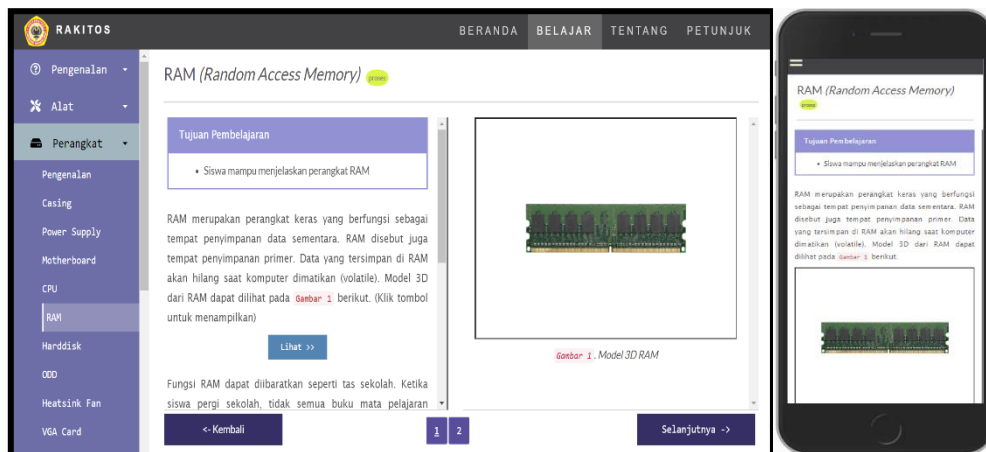 RAKITOS
BERANDA BELAJAR TENTANG PETUNJUK
Pengenalan
Alat
Perangkat
Pengenalan
Casing
Power Supply
Motherboard
CPU
RAM
Harddisk
ODD
Heatsink Fan
VGA Card
RAM (Random Access Memory) proses
Tujuan Pembelajaran
• Siswa mampu menjelaskan perangkat RAM
RAM merupakan perangkat keras yang berfungsi sebagai
tempat penyimpanan data sementara. RAM disebut juga
tempat penyimpanan primer. Data yang tersimpan di RAM
akan hilang saat komputer dimatikan (volatile). Model 3D
dari RAM dapat dilihat pada Gambar 1 berikut. (Klik tombol
untuk menampilkan)
Lihat >>
Fungsi RAM dapat diibaratkan seperti tas sekolah. Ketika
siswa pergi sekolah, tidak semua buku mata pelajaran
Gambar 1. Model 3D RAM
<- Kembali
1 2
Selanjutnya ->
RAM (Random Access Memory)
proses
Tujuan Pembelajaran
• Siswa mampu menjelaskan perangkat RAM
RAM merupakan perangkat keras yang berfungsi
sebagai tempat penyimpanan data sementara. RAM
disebut juga tempat penyimpanan primer. Data
yang tersimpan di RAM akan hilang saat komputer
dimatikan (volatile). Model 3D dari RAM dapat
dilihat pada Gambar 1 berikut.